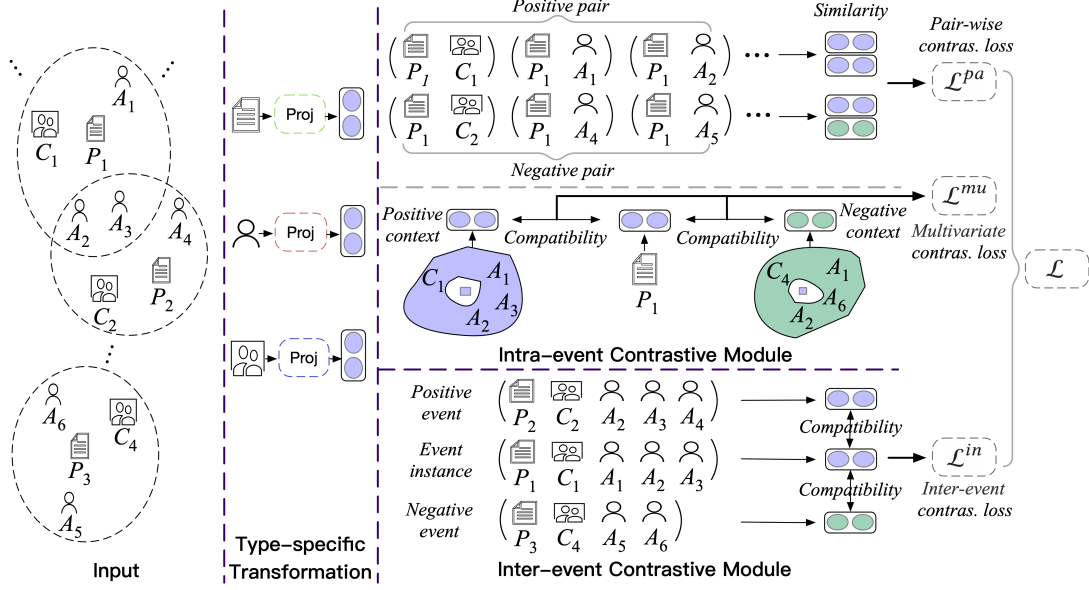 A1
C1
P1
A2
A3
A4
C2
P2
A6
C4
P3
A5
Input
Proj
Proj
Proj
Type-specific
Transformation
Positive pair
Similarity
( P1 C1 ) ( P1 A1 ) ( P1 A2 ) ...
( P1 C2 ) ( P1 A4 ) ( P1 A5 ) ...
Negative pair
Pair-wise
contras. loss
L^pa
Positive
context
Compatibility
Compatibility
Negative
context
C1 A1
A3
A2
P1
C4 A1
A6
A2
L^mu
Multivariate
contras. loss
L
Intra-event Contrastive Module
Positive
event
( P2 C2 A2 A3 A4 )
Compatibility
Event
instance
( P1 C1 A1 A2 A3 )
Compatibility
Negative
event
( P3 C4 A5 A6 )
L^in
Inter-event
contras. loss
Inter-event Contrastive Module